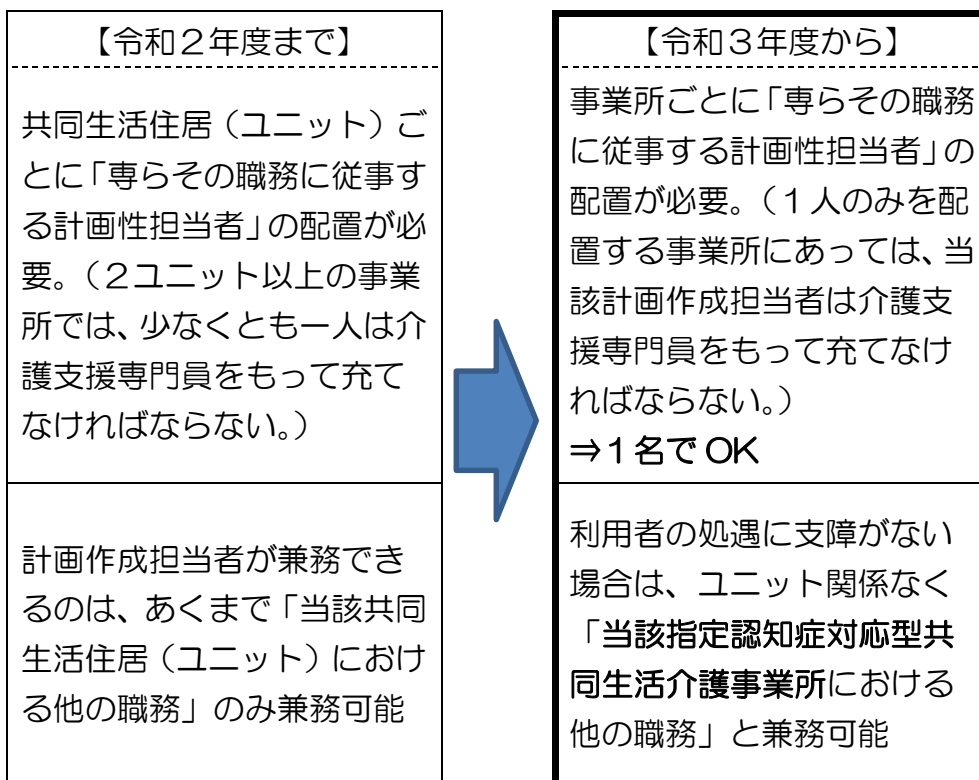 【令和２年度まで】
共同生活住居（ユニット）ご
とに「専らその職務に従事す
る計画性担当者」の配置が必
要。（２ユニット以上の事業
所では、少なくとも一人は介
護支援専門員をもって充て
なければならない。）
計画作成担当者が兼務でき
るのは、あくまで「当該共同
生活住居（ユニット）におけ
る他の職務」のみ兼務可能
【令和３年度から】
事業所ごとに「専らその職務
に従事する計画性担当者」の
配置が必要。（１人のみを配
置する事業所にあっては、当
該計画作成担当者は介護支
援専門員をもって充てなけ
ればならない。）
⇒１名でOK
利用者の処遇に支障がない
場合は、ユニット関係なく
「当該指定認知症対応型共
同生活介護事業所における
他の職務」と兼務可能